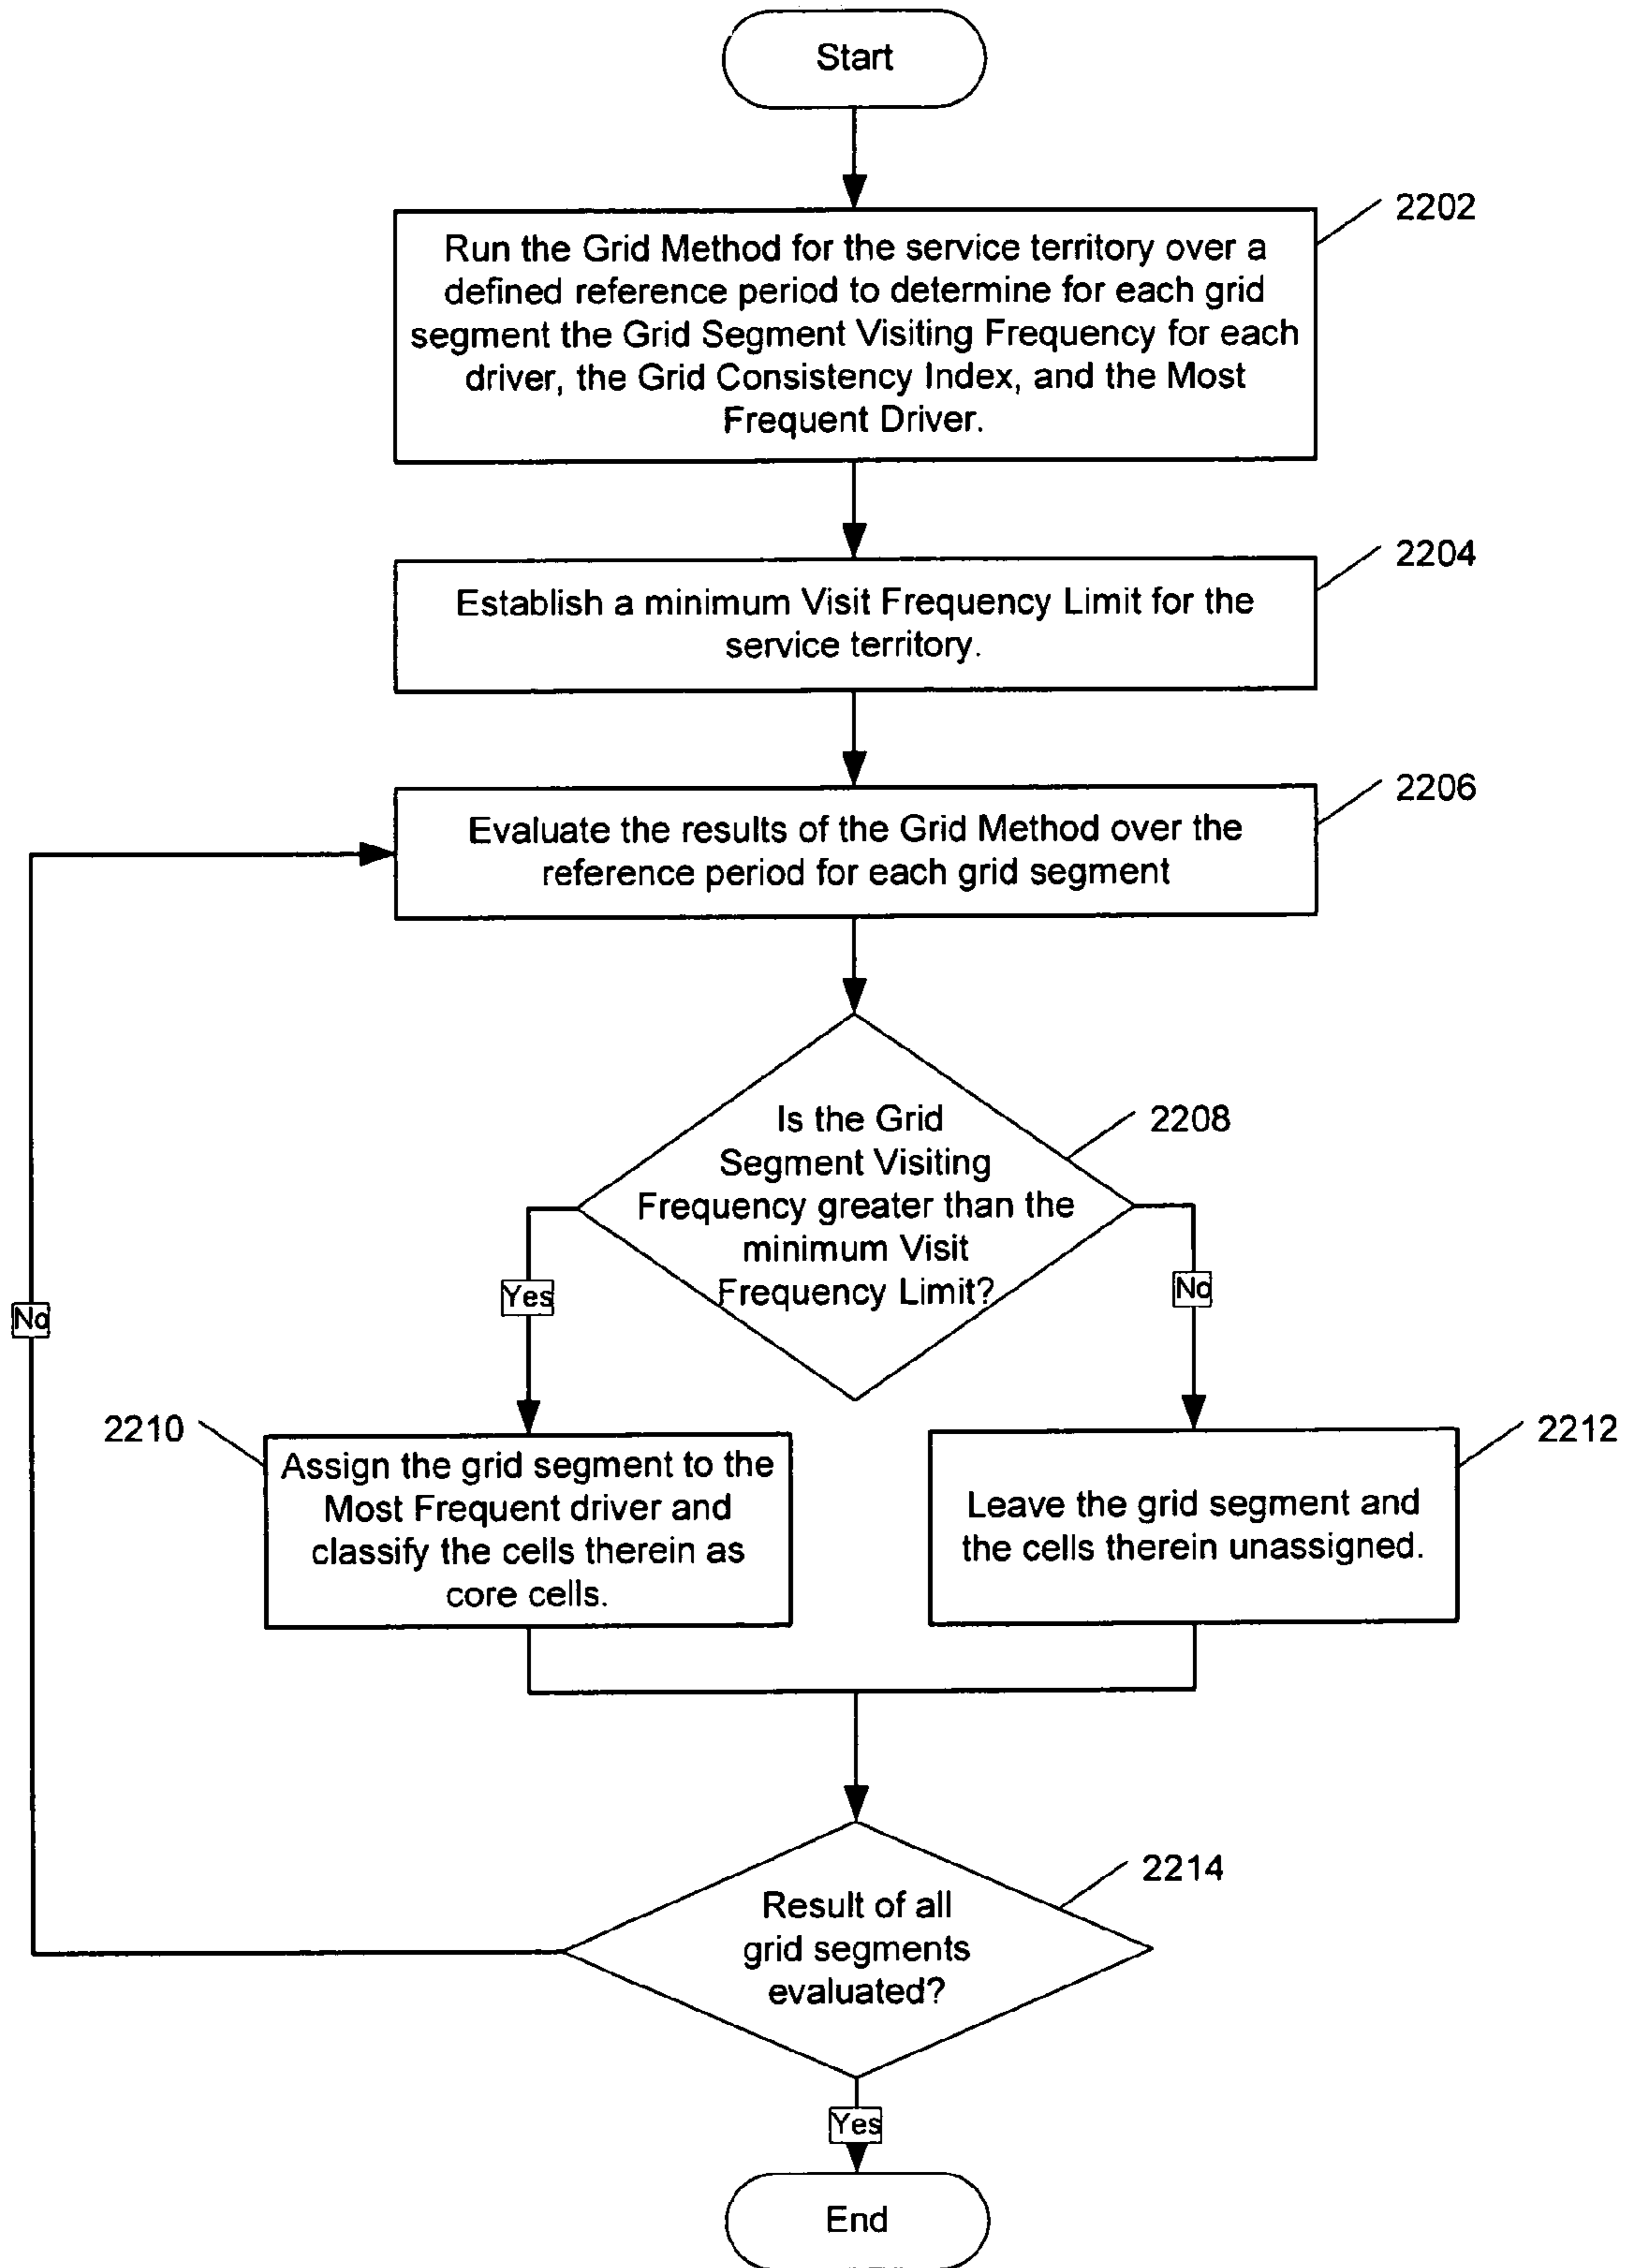 Start
2202
Run the Grid Method for the service territory over a
defined reference period to determine for each grid
segment the Grid Segment Visiting Frequency for each
driver, the Grid Consistency Index, and the Most
Frequent Driver.
2204
Establish a minimum Visit Frequency Limit for the
service territory.
2206
Evaluate the results of the Grid Method over the
reference period for each grid segment
2208
Is the Grid
Segment Visiting
Frequency greater than the
minimum Visit
Frequency Limit?
Yes
No
No
2210
Assign the grid segment to the
Most Frequent driver and
classify the cells therein as
core cells.
2212
Leave the grid segment and
the cells therein unassigned.
2214
Result of all
grid segments
evaluated?
Yes
End